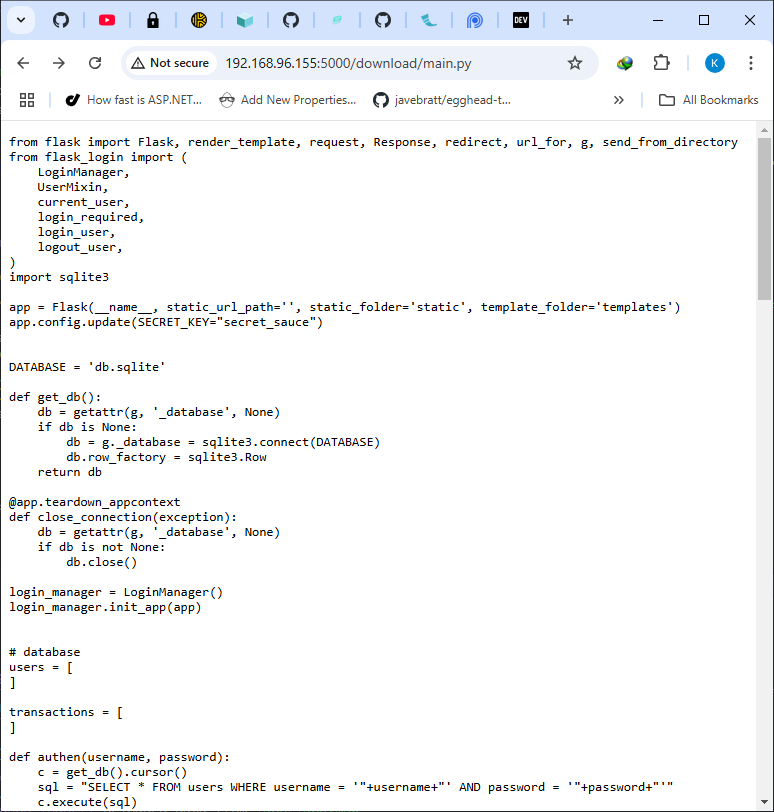 DEV
Not secure
192.168.96.155:5000/download/main.py
K
How fast is ASP.NET...
Add New Properties...
javebratt/egghead-t...
»
All Bookmarks
from flask import Flask, render_template, request, Response, redirect, url_for, g, send_from_directory
from flask_login import (
    LoginManager,
    UserMixin,
    current_user,
    login_required,
    login_user,
    logout_user,
)
import sqlite3
app = Flask(__name__, static_url_path='', static_folder='static', template_folder='templates')
app.config.update(SECRET_KEY="secret_sauce")
DATABASE = 'db.sqlite'
def get_db():
    db = getattr(g, '_database', None)
    if db is None:
        db = g._database = sqlite3.connect(DATABASE)
        db.row_factory = sqlite3.Row
    return db
@app.teardown_appcontext
def close_connection(exception):
    db = getattr(g, '_database', None)
    if db is not None:
        db.close()
login_manager = LoginManager()
login_manager.init_app(app)
# database
users = [
]
transactions = [
]
def authen(username, password):
    c = get_db().cursor()
    sql = "SELECT * FROM users WHERE username = '"+username+"' AND password = '"+password+"'"
    c.execute(sql)